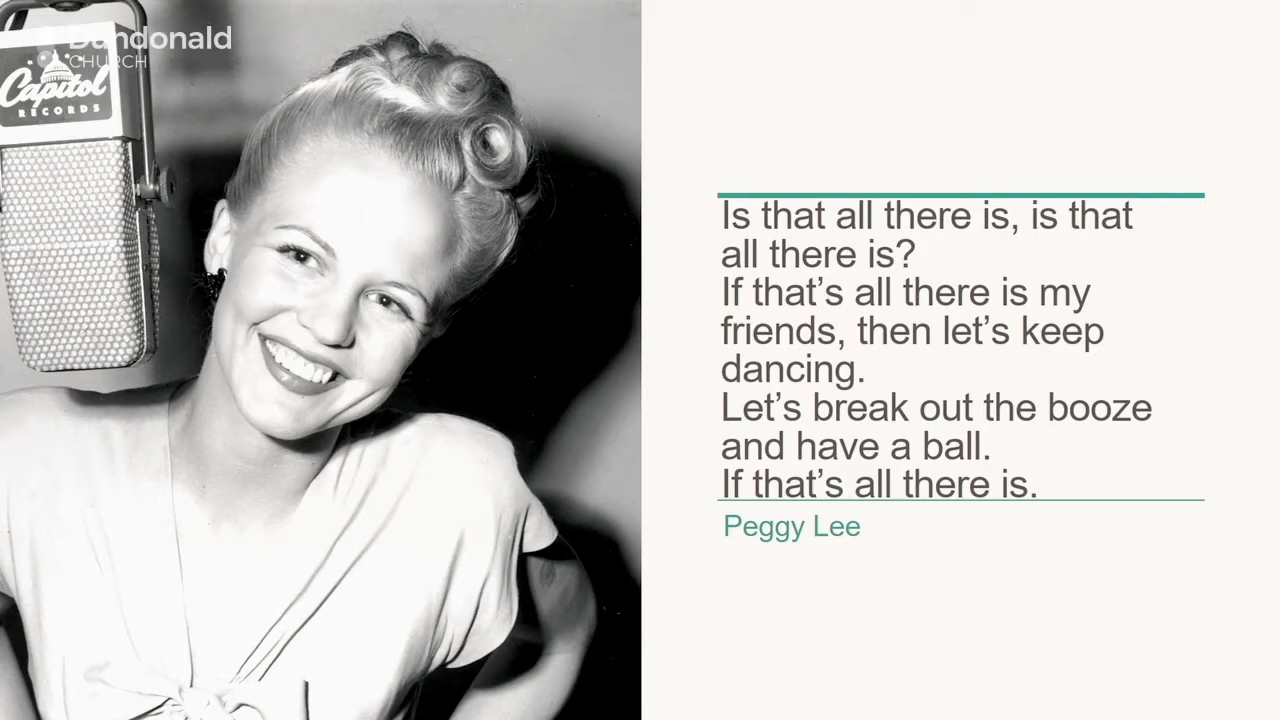 Dundonald
CHURCH
Capitol
RECORDS
Is that all there is, is that
all there is?
If that’s all there is my
friends, then let’s keep
dancing.
Let’s break out the booze
and have a ball.
If that’s all there is.
Peggy Lee